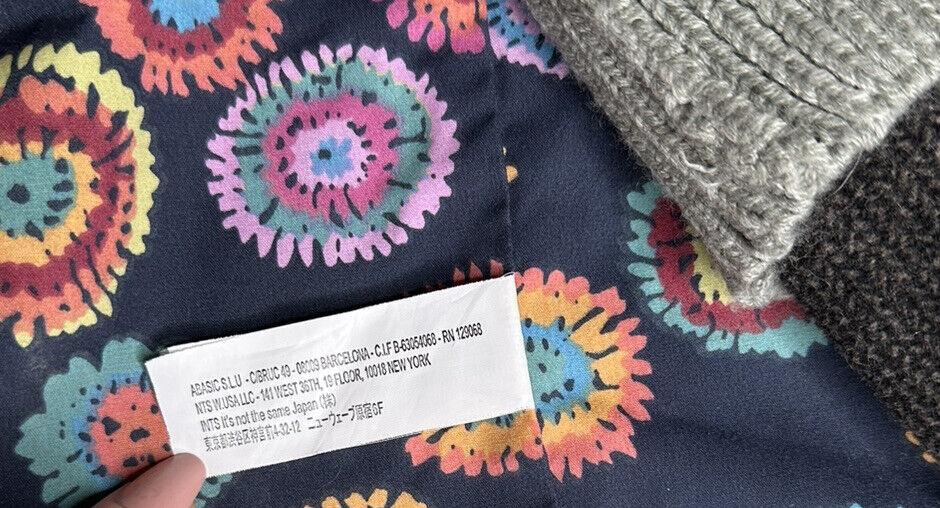 ABASIC S.L.U - C/BRUC 49 - 08009 BARCELONA - C.I.F B-63054068 - RN 129068
NTS W.USA LLC - 141 WEST 36TH, 19 FLOOR, 10018 NEW YORK
INTS It's not the same Japan (株)
東京都渋谷区神宮前4-32-12 ニューウェーブ原宿6F